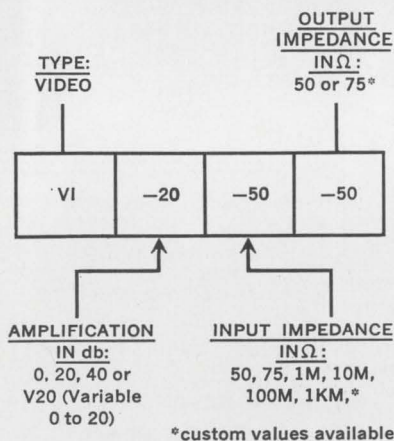 OUTPUT
IMPEDANCE
IN Ω:
50 or 75*
TYPE:
VIDEO
VI
—20
—50
—50
AMPLIFICATION
IN db:
0, 20, 40 or
V20 (Variable
0 to 20)
INPUT IMPEDANCE
IN Ω:
50, 75, 1M, 10M,
100M, 1KM,*
*custom values available